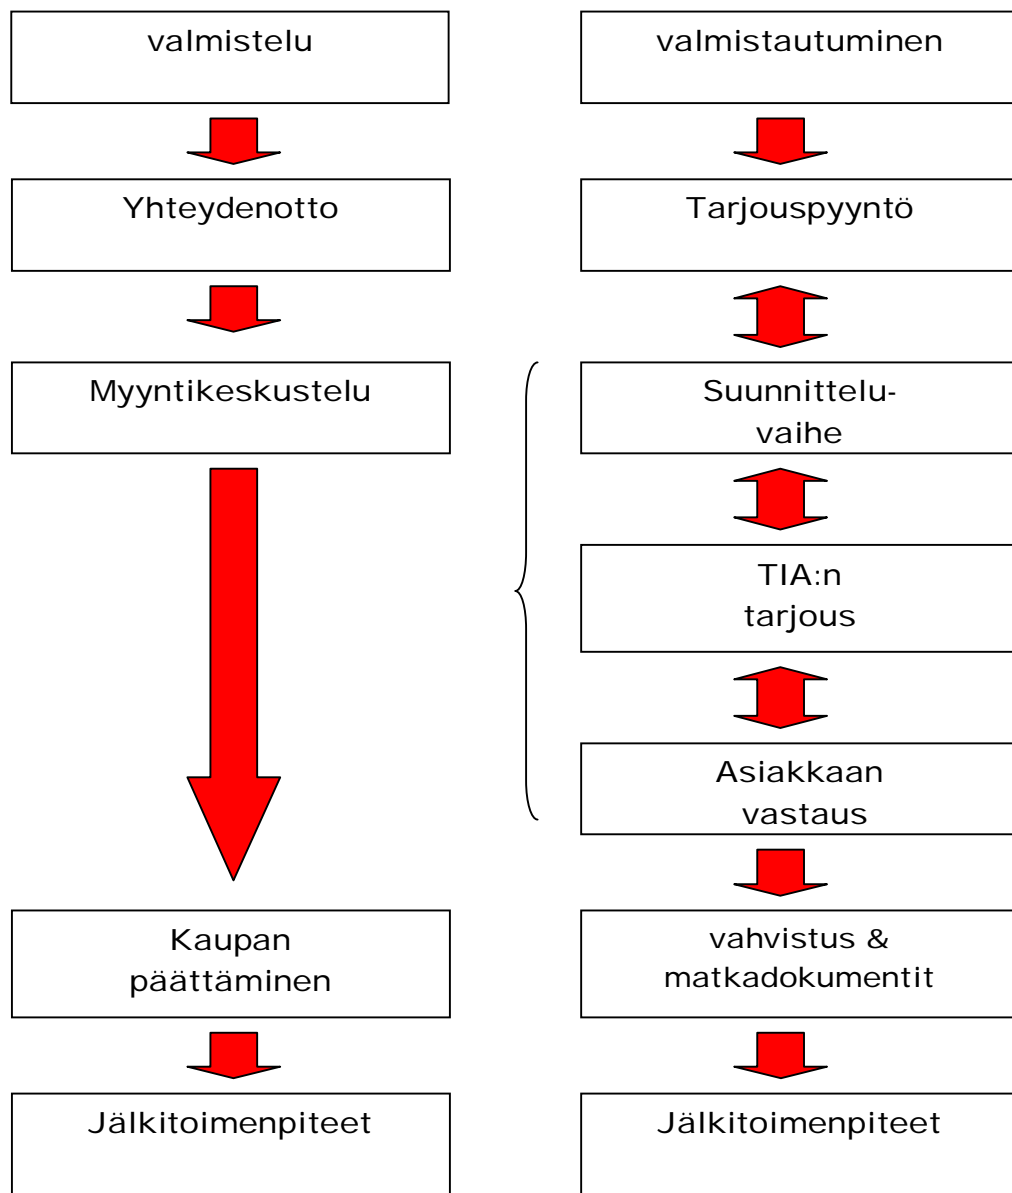 valmistelu
valmistautuminen
Yhteydenotto
Tarjouspyyntö
Myyntikeskustelu
Suunnittelu-
vaihe
TIA:n
tarjous
Asiakkaan
vastaus
Kaupan
päättäminen
vahvistus &
matkadokumentit
Jälkitoimenpiteet
Jälkitoimenpiteet